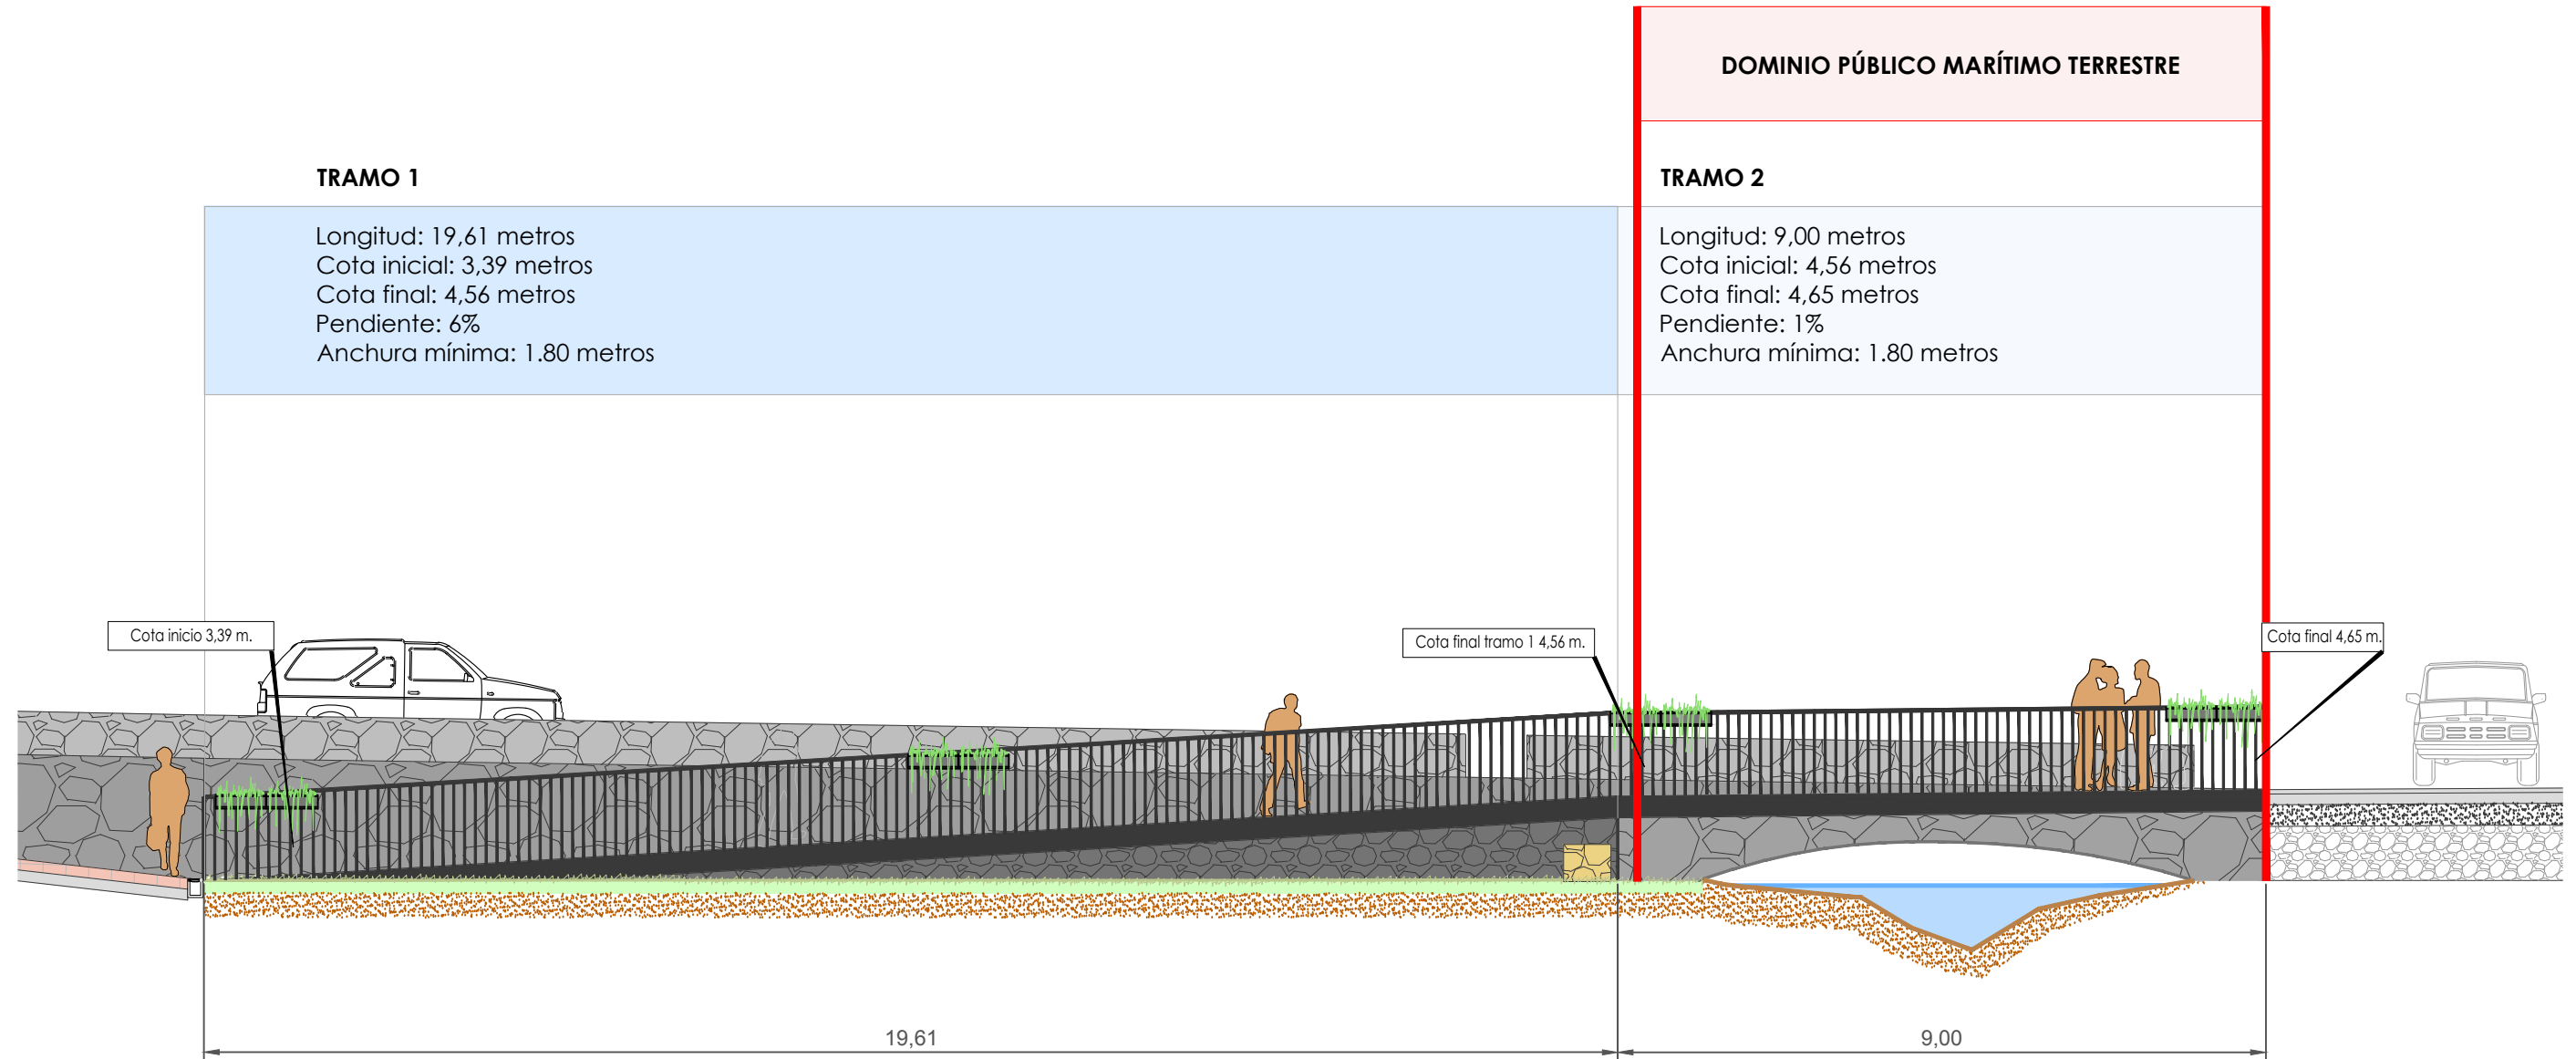 DOMINIO PÚBLICO MARÍTIMO TERRESTRE
TRAMO 1
Longitud: 19,61 metros
Cota inicial: 3,39 metros
Cota final: 4,56 metros
Pendiente: 6%
Anchura mínima: 1.80 metros
TRAMO 2
Longitud: 9,00 metros
Cota inicial: 4,56 metros
Cota final: 4,65 metros
Pendiente: 1%
Anchura mínima: 1.80 metros
Cota inicio 3,39 m.
Cota final tramo 1 4,56 m.
Cota final 4,65 m.
19,61
9,00